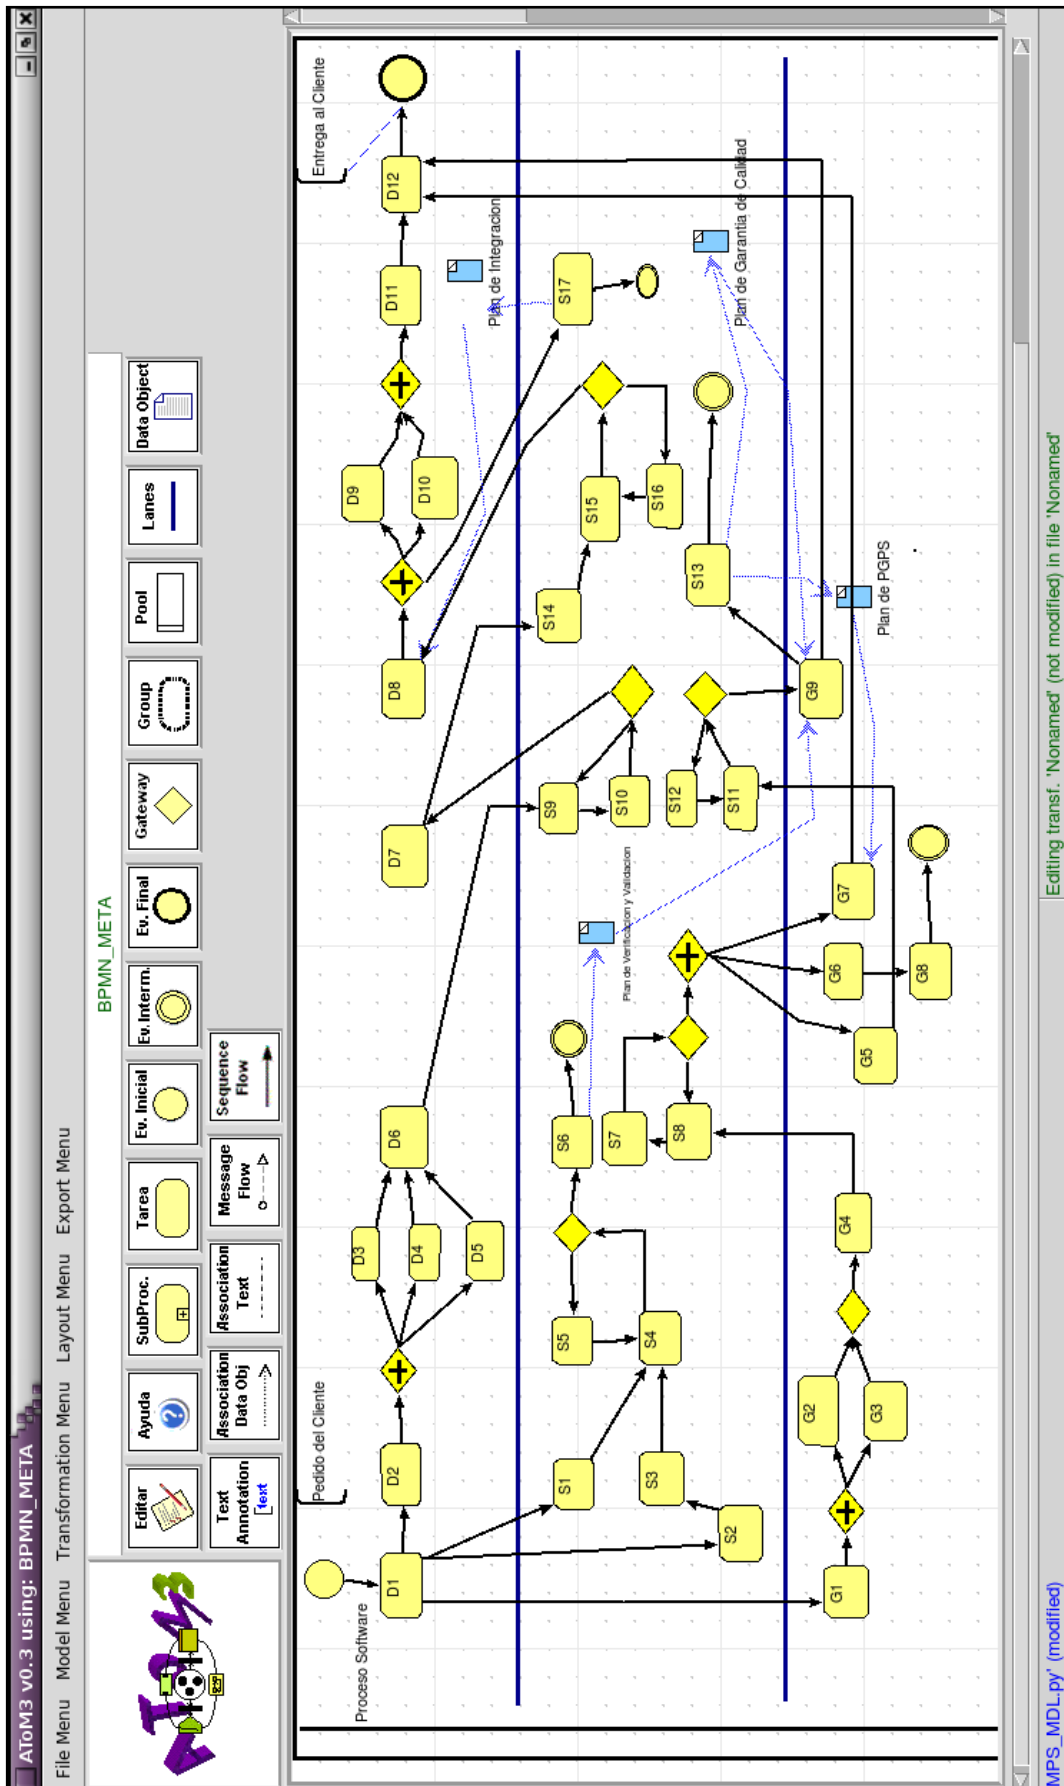 AToM3 v0.3 using: BPMN_META
File Menu Model Menu Transformation Menu Layout Menu Export Menu
BPMN_META
AToM3
Editar
Ayuda
SubProc.
Tarea
Ev. Inicial
Ev. Interm.
Ev. Final
Gateway
Group
Pool
Lanes
Data Object
Text Annotation
[text
Association Data Obj
Association Text
Message Flow
Sequence Flow
Pedido del Cliente
Entrega al Cliente
Proceso Software
D1
D2
D3
D4
D5
D6
D7
D8
D9
D10
D11
D12
Plan de Integracion
S1
S2
S3
S4
S5
S6
S7
S8
S9
S10
S11
S12
S13
S14
S15
S16
S17
Plan de Verificacion y Validacion
Plan de Garantia de Calidad
G1
G2
G3
G4
G5
G6
G7
G8
G9
Plan de PGPS
MPS_MDL.py' (modified)
Editing transf. 'Nonamed' (not modified) in file 'Nonamed'